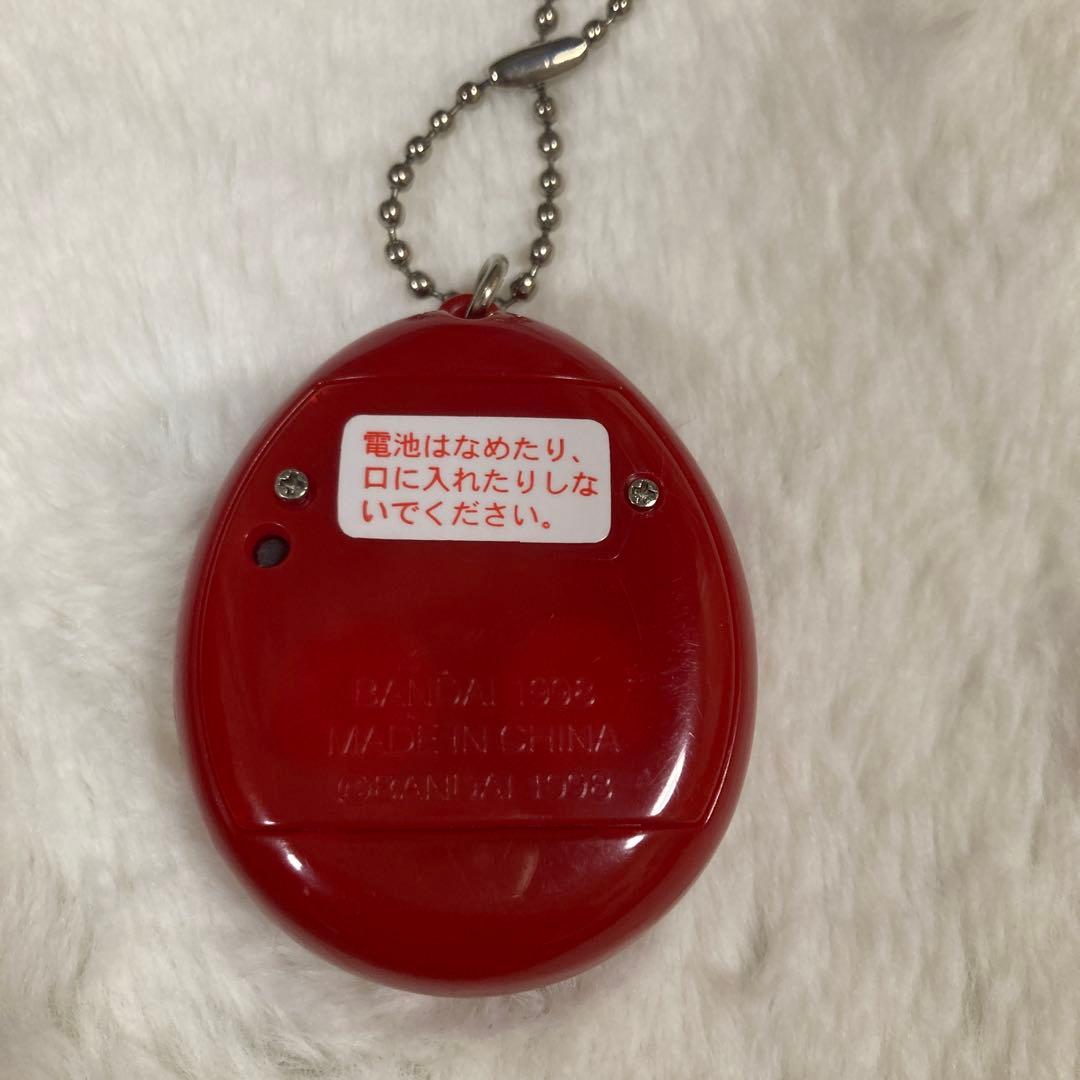 電池はなめたり、
口に入れたりしな
いでください。
BANDAI 1998
MADE IN CHINA
©BANDAI 1998